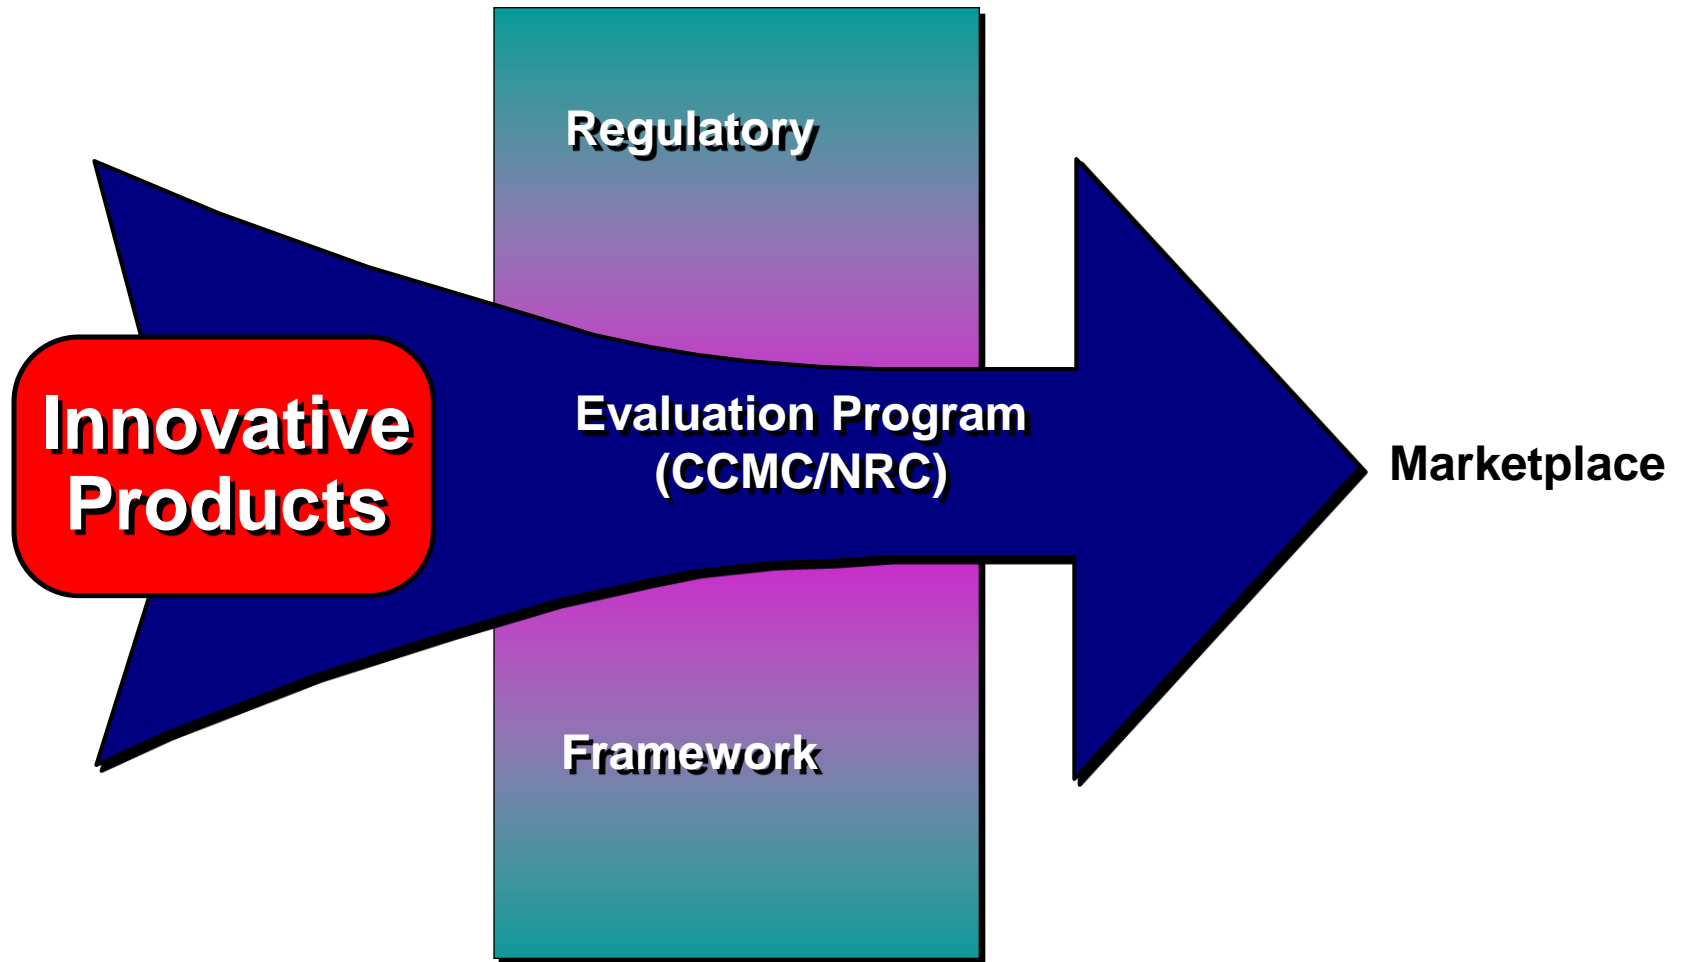 Regulatory
Innovative
Products
Evaluation Program
(CCMC/NRC)
Marketplace
Framework